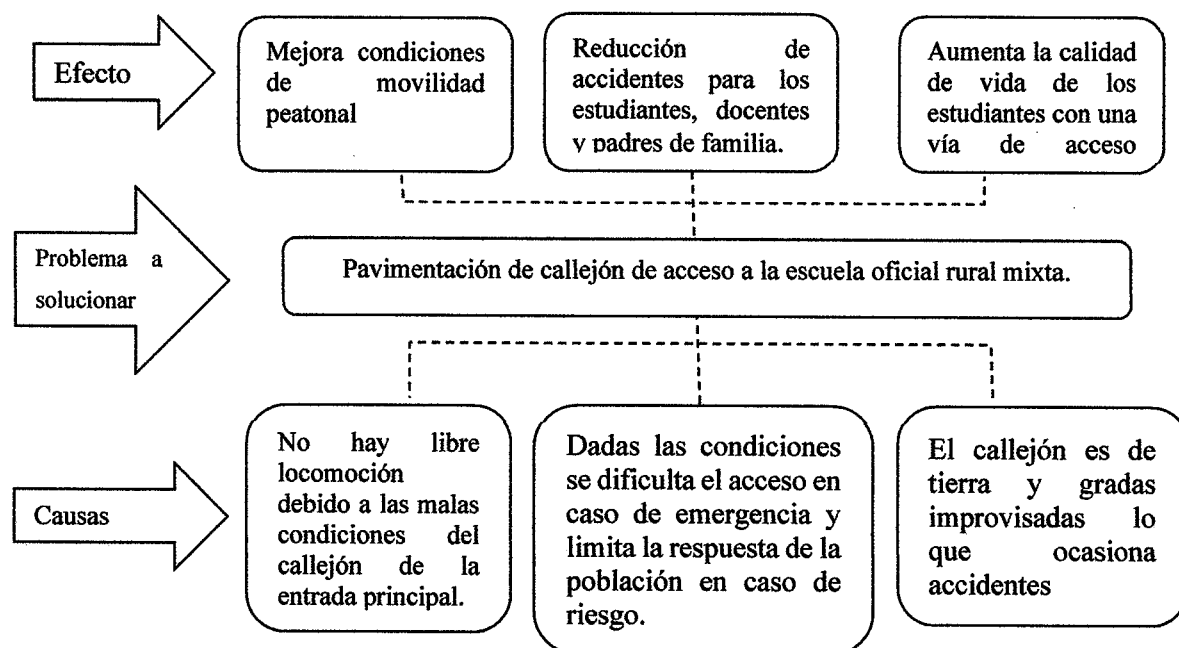 Efecto
Mejora condiciones
de movilidad
peatonal
Reducción de
accidentes para los
estudiantes, docentes
y padres de familia.
Aumenta la calidad
de vida de los
estudiantes con una
vía de acceso
Problema a
solucionar
Pavimentación de callejón de acceso a la escuela oficial rural mixta.
Causas
No hay libre
locomoción
debido a las malas
condiciones del
callejón de la
entrada principal.
Dadas las condiciones
se dificulta el acceso en
caso de emergencia y
limita la respuesta de la
población en caso de
riesgo.
El callejón es de
tierra y gradas
improvisadas lo
que ocasiona
accidentes